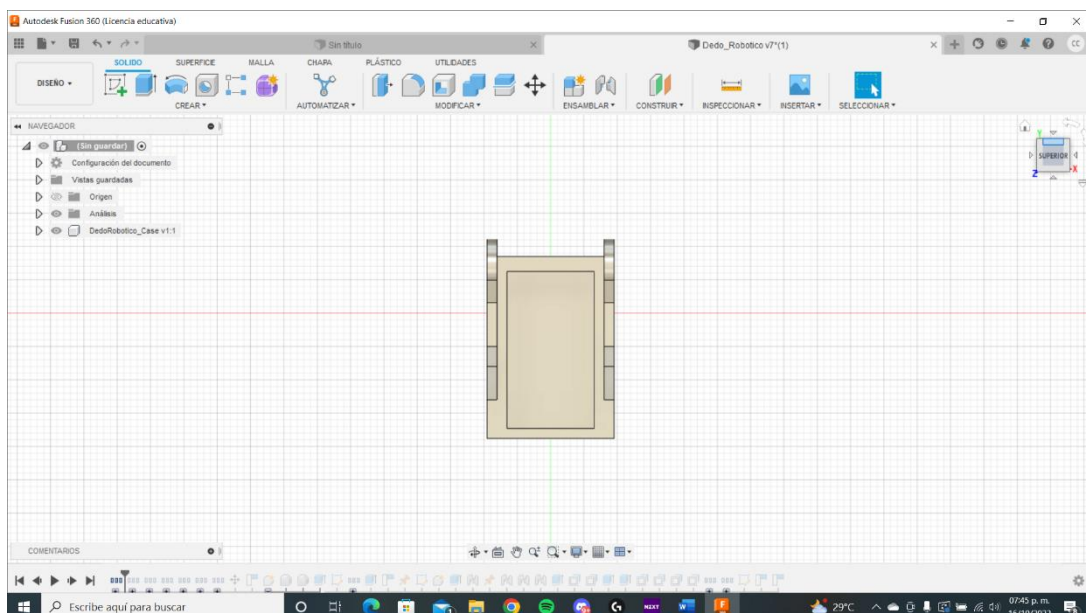 Autodesk Fusion 360 (Licencia educativa)
Sin título
Dedo_Robotico v7*(1)
CC
DISEÑO
SOLIDO SUPERFICIE MALLA CHAPA PLÁSTICO UTILIDADES
CREAR AUTOMATIZAR MODIFICAR ENSAMBLAR CONSTRUIR INSPECCIONAR INSERTAR SELECCIONAR
NAVEGADOR
(Sin guardar)
Configuración del documento
Vistas guardadas
Origen
Análisis
DedoRobotico_Case v1:1
Y
SUPERIOR
X
Z
COMENTARIOS
Escribe aquí para buscar
NEXT
29°C
07:45 p. m.